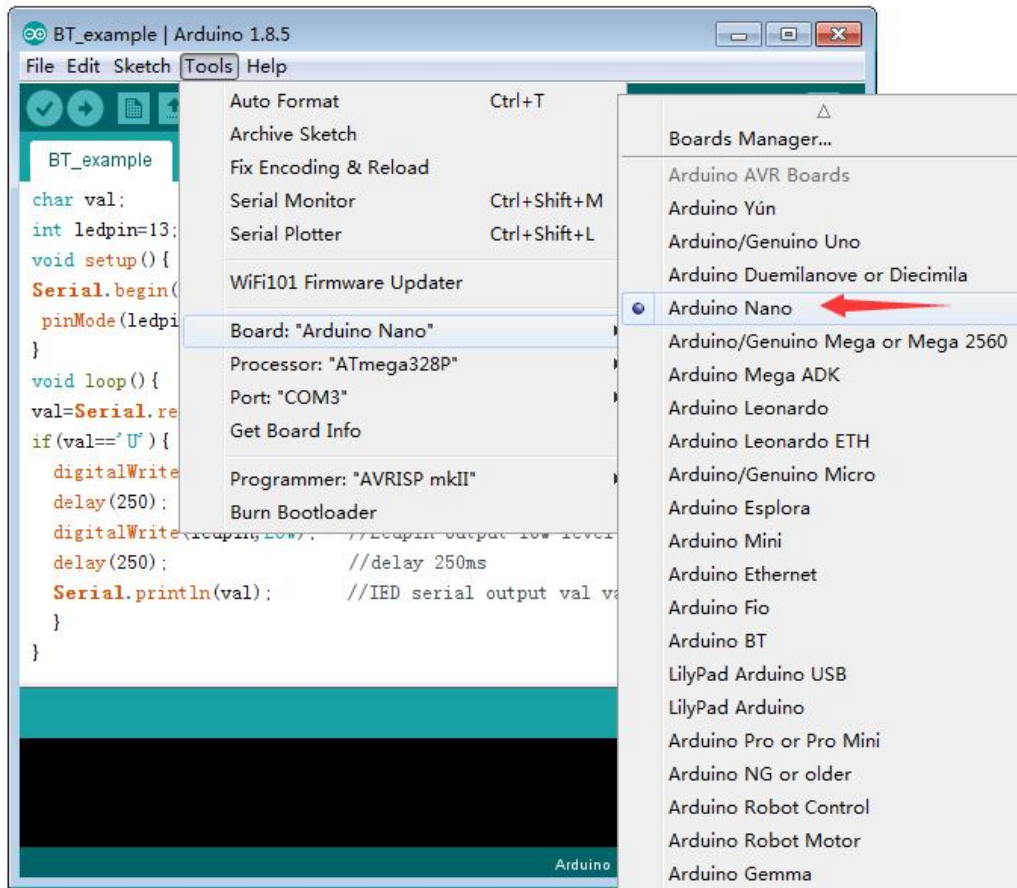 BT_example | Arduino 1.8.5
File Edit Sketch Tools Help
BT_example
char val;
int ledpin=13;
void setup(){
Serial.begin(
pinMode(ledpi
}
void loop(){
val=Serial.re
if(val=='U'){
digitalWrite
delay(250);
digitalWrite(ledpin,LOW); //Ledpin output low level
delay(250); //delay 250ms
Serial.println(val); //IED serial output val va
}
}
Arduino
Auto Format Ctrl+T
Archive Sketch
Fix Encoding & Reload
Serial Monitor Ctrl+Shift+M
Serial Plotter Ctrl+Shift+L
WiFi101 Firmware Updater
Board: "Arduino Nano"
Processor: "ATmega328P"
Port: "COM3"
Get Board Info
Programmer: "AVRISP mkII"
Burn Bootloader
Boards Manager...
Arduino AVR Boards
Arduino Yún
Arduino/Genuino Uno
Arduino Duemilanove or Diecimila
Arduino Nano
Arduino/Genuino Mega or Mega 2560
Arduino Mega ADK
Arduino Leonardo
Arduino Leonardo ETH
Arduino/Genuino Micro
Arduino Esplora
Arduino Mini
Arduino Ethernet
Arduino Fio
Arduino BT
LilyPad Arduino USB
LilyPad Arduino
Arduino Pro or Pro Mini
Arduino NG or older
Arduino Robot Control
Arduino Robot Motor
Arduino Gemma